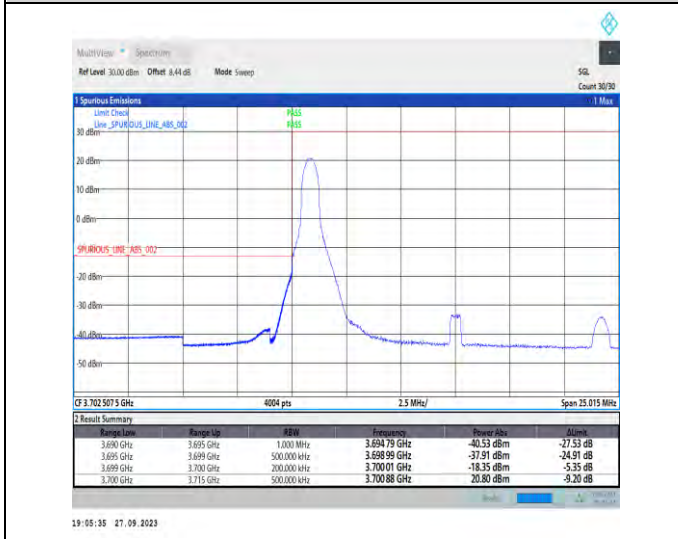 MultiView Spectrum
Ref Level 30.00 dBm Offset 8.44 dB Mode Sweep SGL
Count 30/30
1 Spurious Emissions 1 Max
Limit Check PASS
Line _SPURIOUS_LINE_ABS_002 PASS
30 dBm
20 dBm
10 dBm
0 dBm
SPURIOUS_LINE_ABS_002
-20 dBm
-30 dBm
-40 dBm
-50 dBm
CF 3.702 507 5 GHz 4004 pts 2.5 MHz/ Span 25.015 MHz
2 Result Summary
Range Low Range Up RBW Frequency Power Abs ΔLimit
3.690 GHz 3.695 GHz 1.000 MHz 3.694 79 GHz -40.53 dBm -27.53 dB
3.695 GHz 3.699 GHz 500.000 kHz 3.698 99 GHz -37.91 dBm -24.91 dB
3.699 GHz 3.700 GHz 200.000 kHz 3.700 01 GHz -18.35 dBm -5.35 dB
3.700 GHz 3.715 GHz 500.000 kHz 3.700 88 GHz 20.80 dBm -9.20 dB
19:05:35 27.09.2023